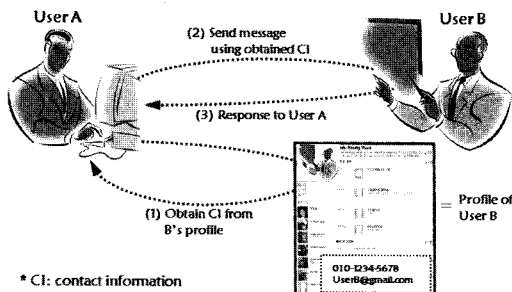 User A
User B
(2) Send message
using obtained CI
(3) Response to User A
(1) Obtain CI from
B's profile
= Profile of
User B
010-1234-5678
UserB@gmail.com
* CI: contact information